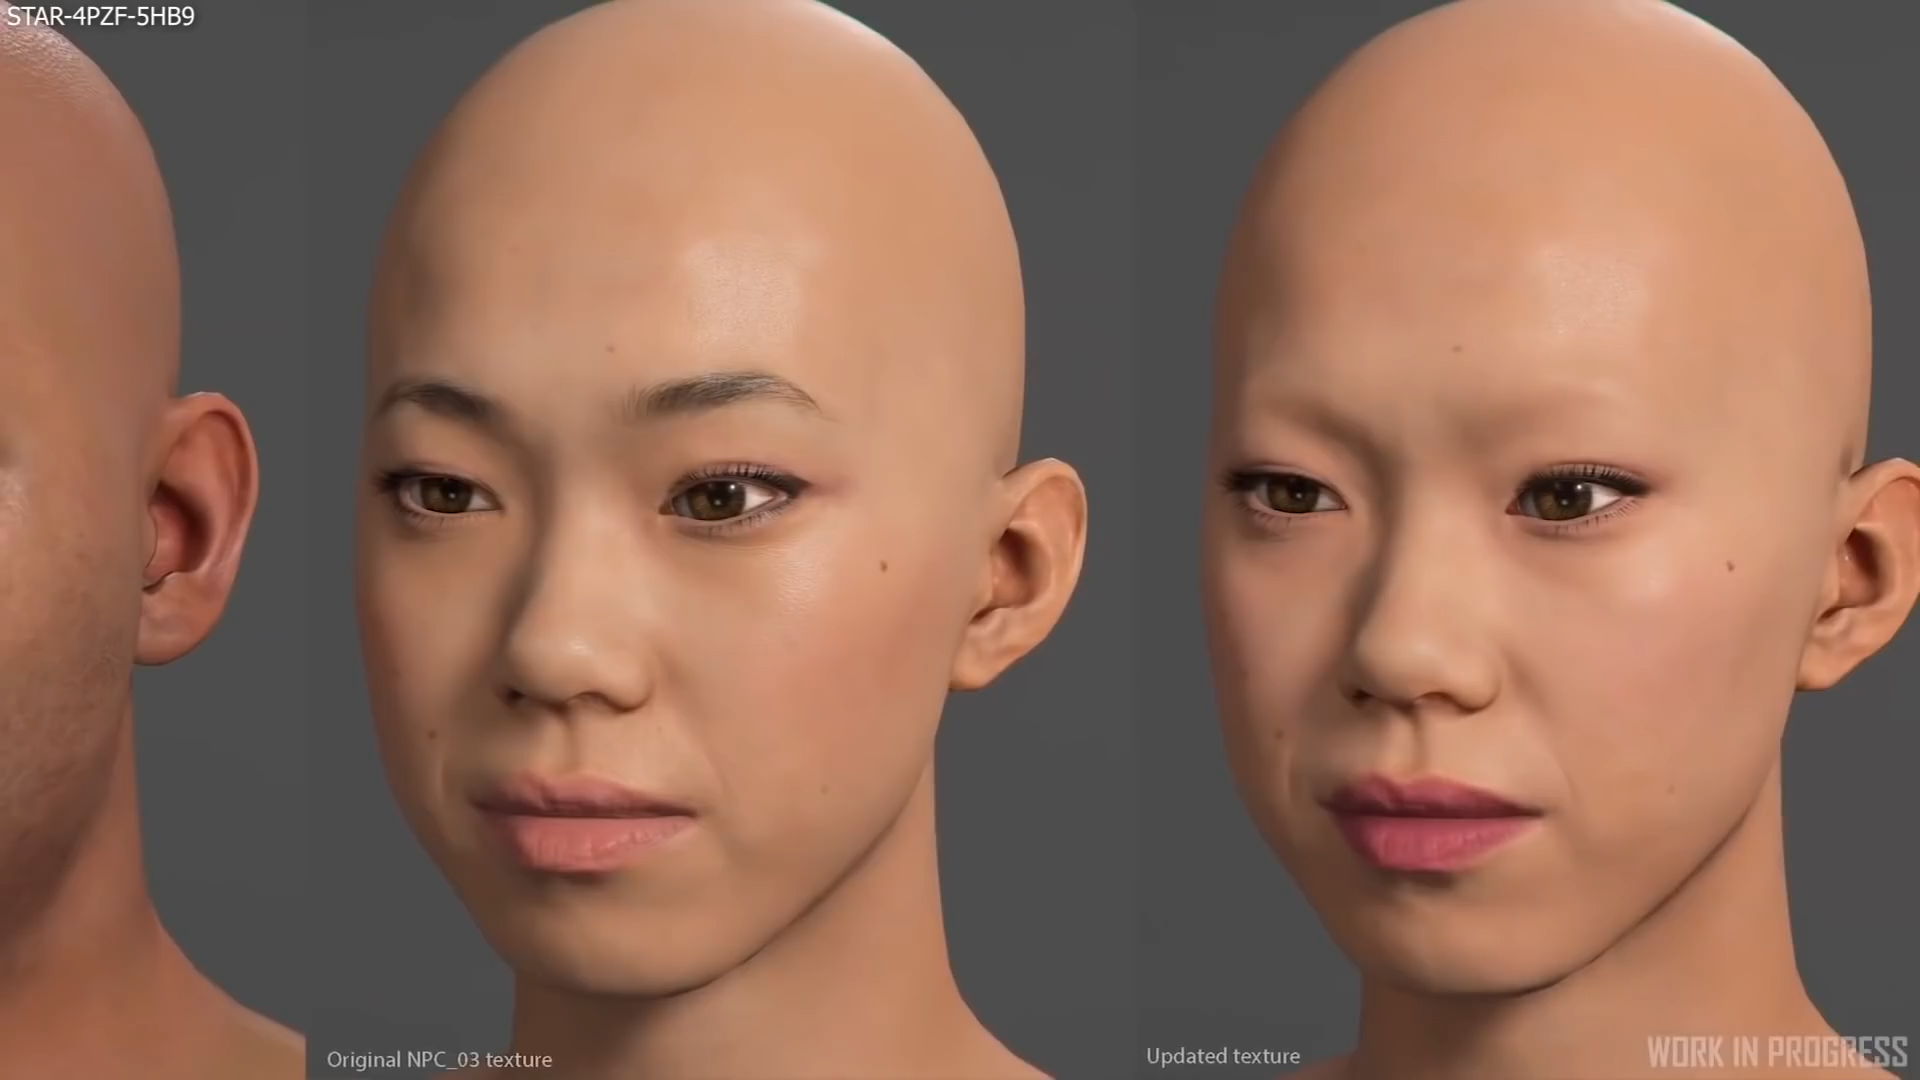 STAR-4PZF-5HB9
Original NPC_03 texture
Updated texture
WORK IN PROGRESS